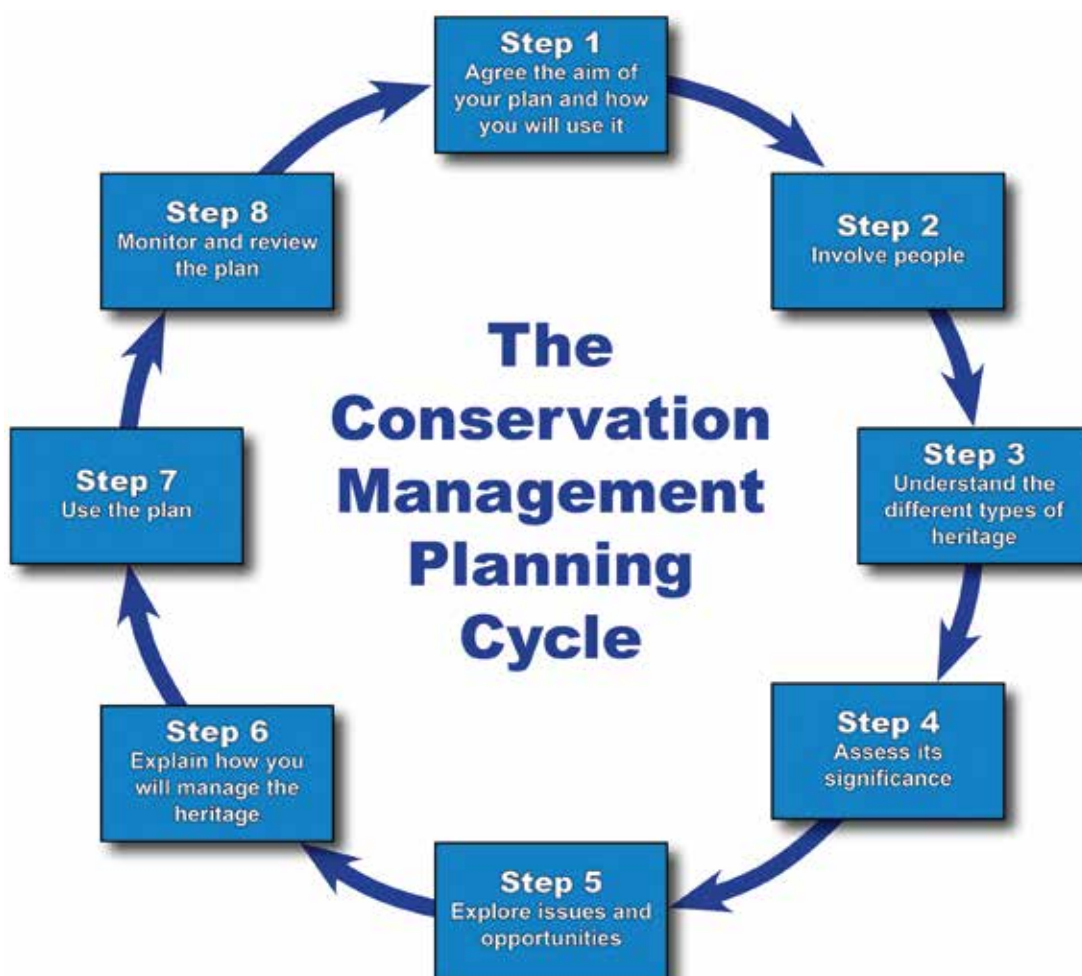 Step 1
Agree the aim of
your plan and how
you will use it
Step 2
Involve people
Step 3
Understand the
different types of
heritage
Step 4
Assess its
significance
Step 5
Explore issues and
opportunities
Step 6
Explain how you
will manage the
heritage
Step 7
Use the plan
Step 8
Monitor and review
the plan
The
Conservation
Management
Planning
Cycle